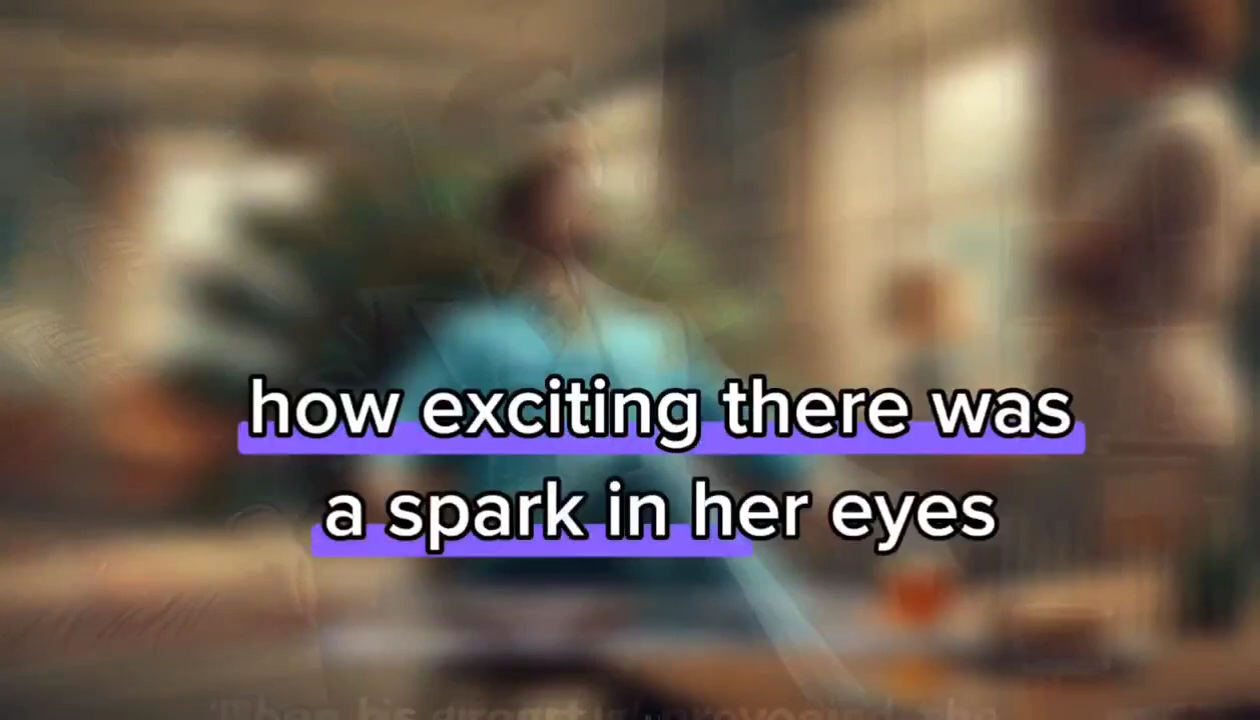 how exciting there was
a spark in her eyes